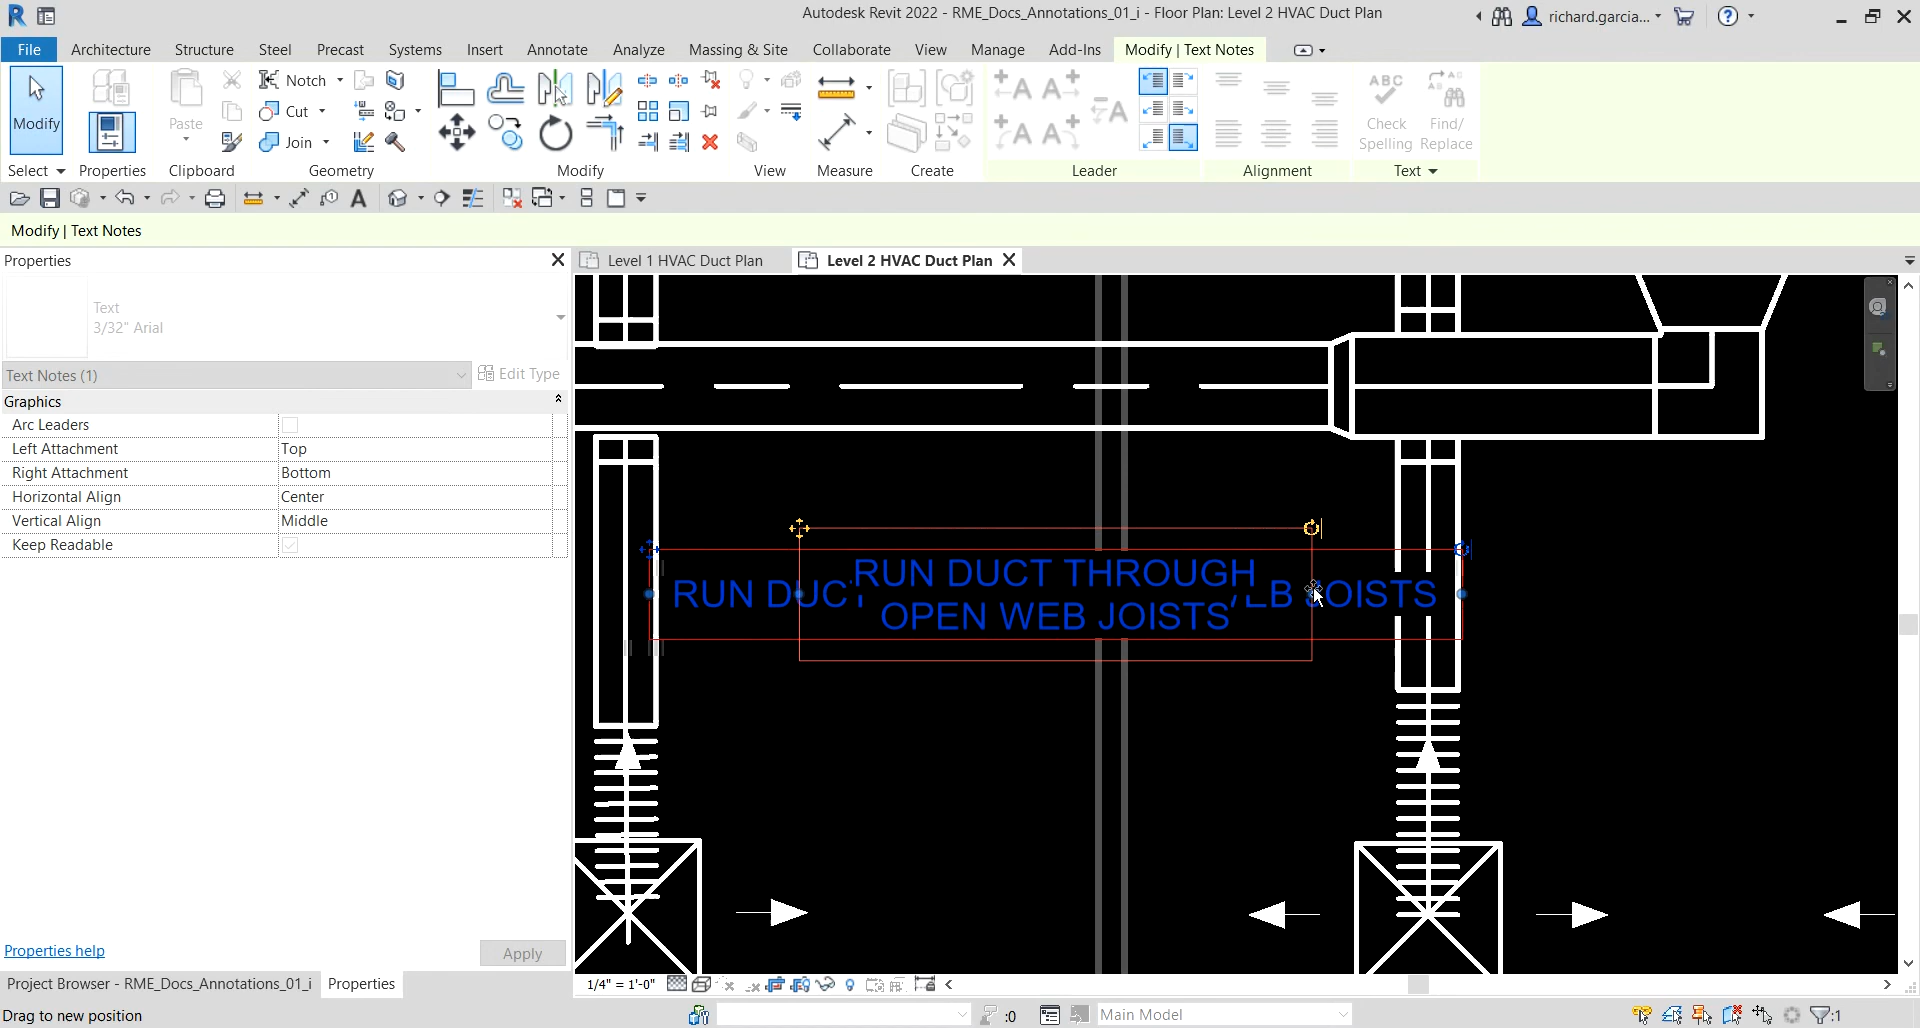 Autodesk Revit 2022 - RME_Docs_Annotations_01_i - Floor Plan: Level 2 HVAC Duct Plan
richard.garcia...
File Architecture Structure Steel Precast Systems Insert Annotate Analyze Massing & Site Collaborate View Manage Add-Ins Modify | Text Notes
Modify
Paste
Notch
Cut
Join
ABC
Check Spelling
Find/ Replace
Select Properties Clipboard Geometry Modify View Measure Create Leader Alignment Text
Modify | Text Notes
Properties
Level 1 HVAC Duct Plan
Level 2 HVAC Duct Plan
Text
3/32" Arial
Text Notes (1)
Edit Type
Graphics
Arc Leaders
Left Attachment Top
Right Attachment Bottom
Horizontal Align Center
Vertical Align Middle
Keep Readable
RUN DUCT THROUGH
OPEN WEB JOISTS
RUN JOISTS
Properties help
Apply
Project Browser - RME_Docs_Annotations_01_i
Properties
1/4" = 1'-0"
Drag to new position
:0
Main Model
:1